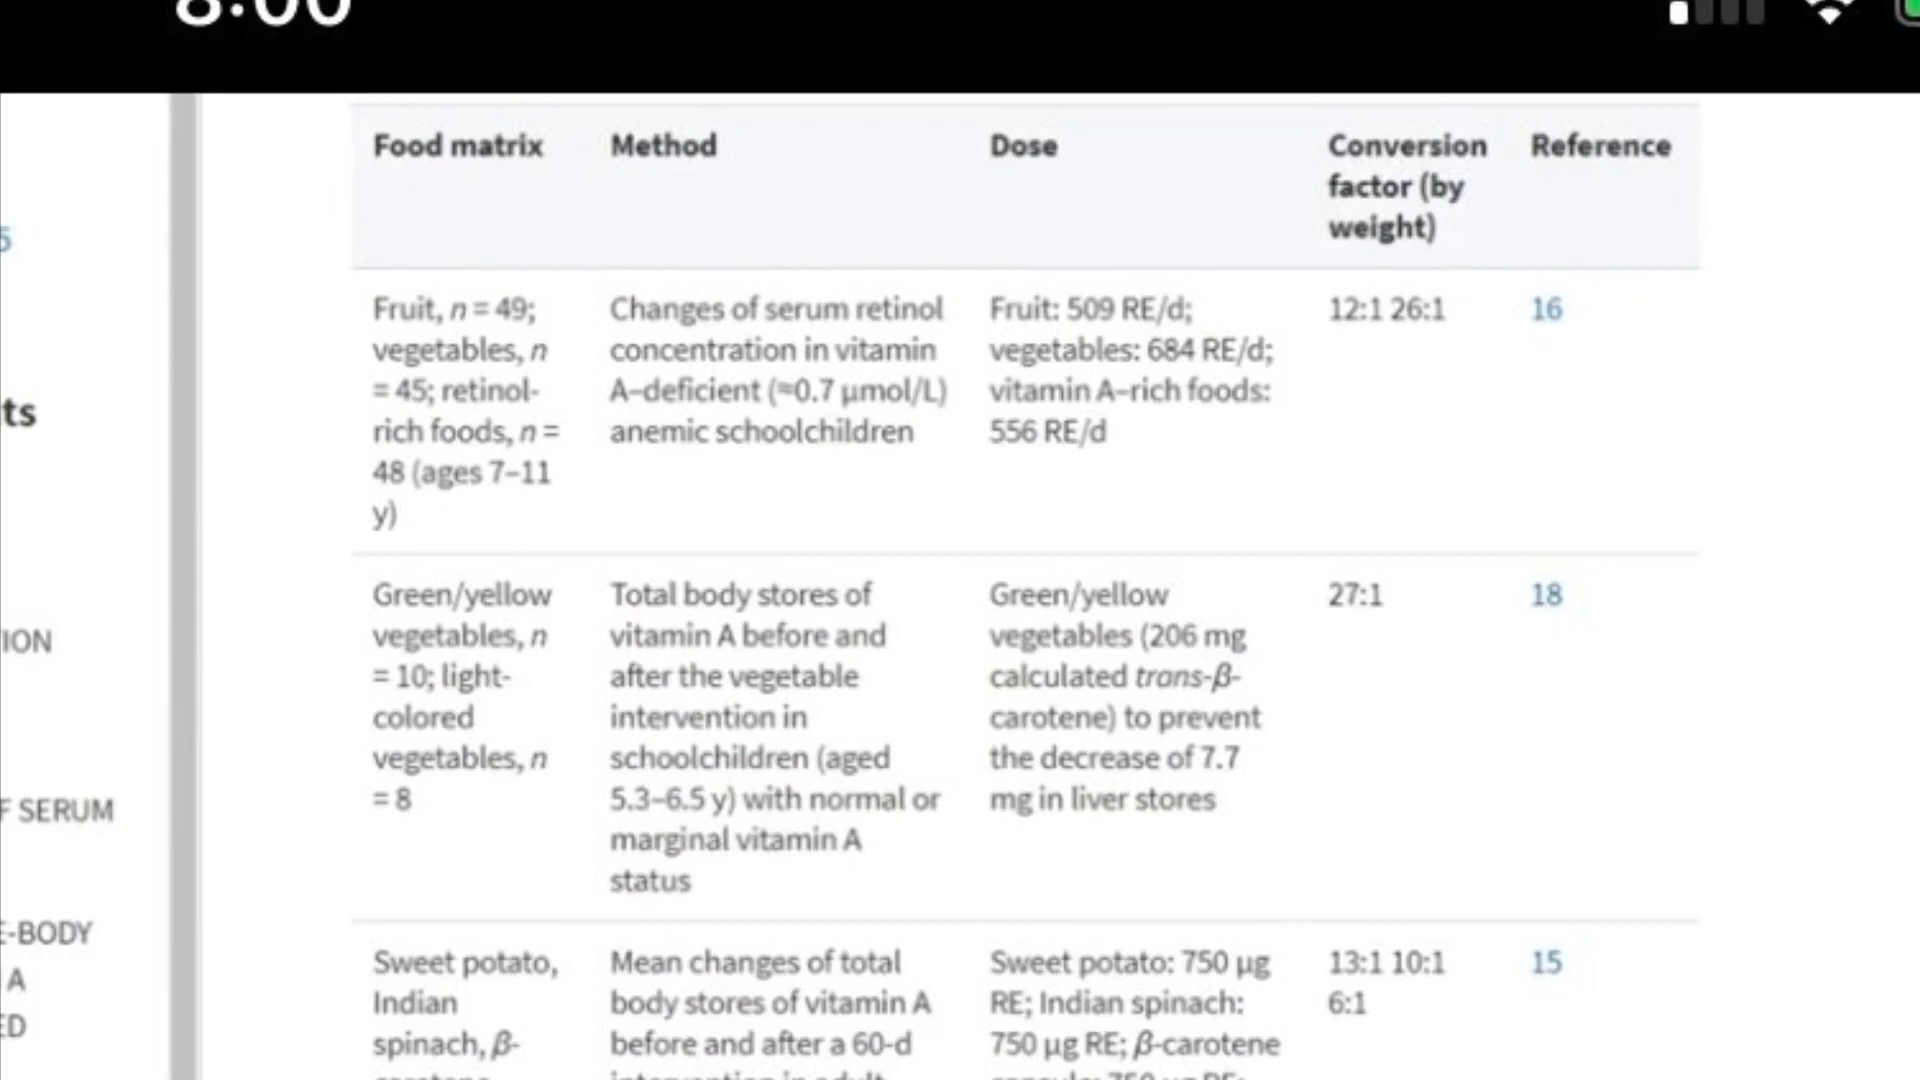 8:00
Food matrix
Method
Dose
Conversion
factor (by
weight)
Reference
Fruit, n = 49;
vegetables, n
= 45; retinol-
rich foods, n =
48 (ages 7–11
y)
Changes of serum retinol
concentration in vitamin
A–deficient (≈0.7 µmol/L)
anemic schoolchildren
Fruit: 509 RE/d;
vegetables: 684 RE/d;
vitamin A–rich foods:
556 RE/d
12:1 26:1
16
Green/yellow
vegetables, n
= 10; light-
colored
vegetables, n
= 8
Total body stores of
vitamin A before and
after the vegetable
intervention in
schoolchildren (aged
5.3–6.5 y) with normal or
marginal vitamin A
status
Green/yellow
vegetables (206 mg
calculated trans-β-
carotene) to prevent
the decrease of 7.7
mg in liver stores
27:1
18
Sweet potato,
Indian
spinach, β-
Mean changes of total
body stores of vitamin A
before and after a 60-d
Sweet potato: 750 µg
RE; Indian spinach:
750 µg RE; β-carotene
13:1 10:1
6:1
15
5
ts
ION
F SERUM
E-BODY
A
ED